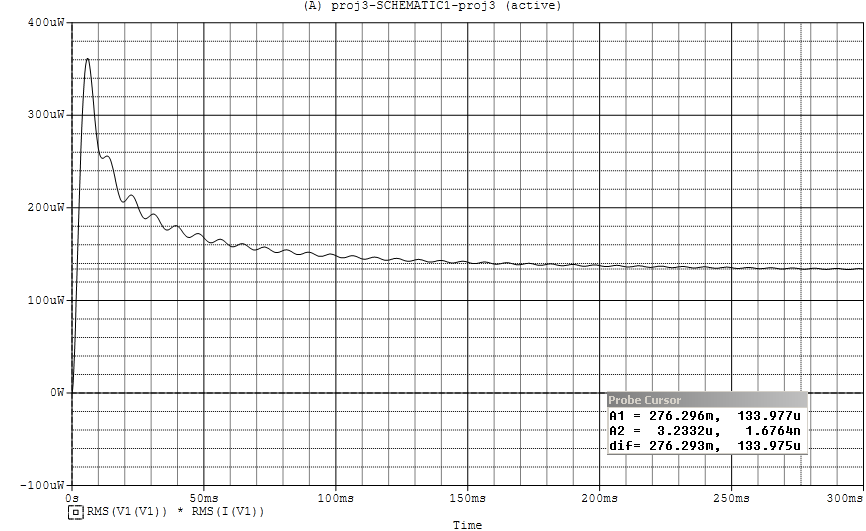 (A) proj3-SCHEMATIC1-proj3 (active)
400uW
300uW
200uW
100uW
0W
-100uW
Probe Cursor
A1 = 276.296m, 133.977u
A2 = 3.2332u, 1.6764n
dif= 276.293m, 133.975u
0s 50ms 100ms 150ms 200ms 250ms 300ms
RMS(V1(V1)) * RMS(I(V1))
Time